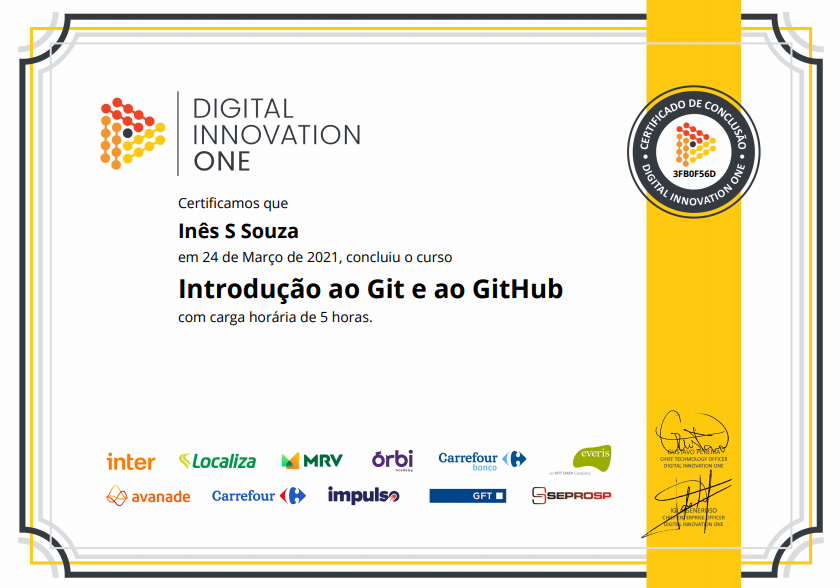 DIGITAL
INNOVATION
ONE
CERTIFICADO DE CONCLUSÃO
3FB0F56D
DIGITAL INNOVATION ONE
Certificamos que
Inês S Souza
em 24 de Março de 2021, concluiu o curso
Introdução ao Git e ao GitHub
com carga horária de 5 horas.
inter
Localiza
MRV
órbi
academy
Carrefour
banco
everis
an NTT DATA Company
avanade
Carrefour
impulso
GFT
SEPROSP
GUSTAVO PEREIRA
CHIEF TECHNOLOGY OFFICER
DIGITAL INNOVATION ONE
GENEROSO
CHIEF ENTERPRISE OFFICER
DIGITAL INNOVATION ONE